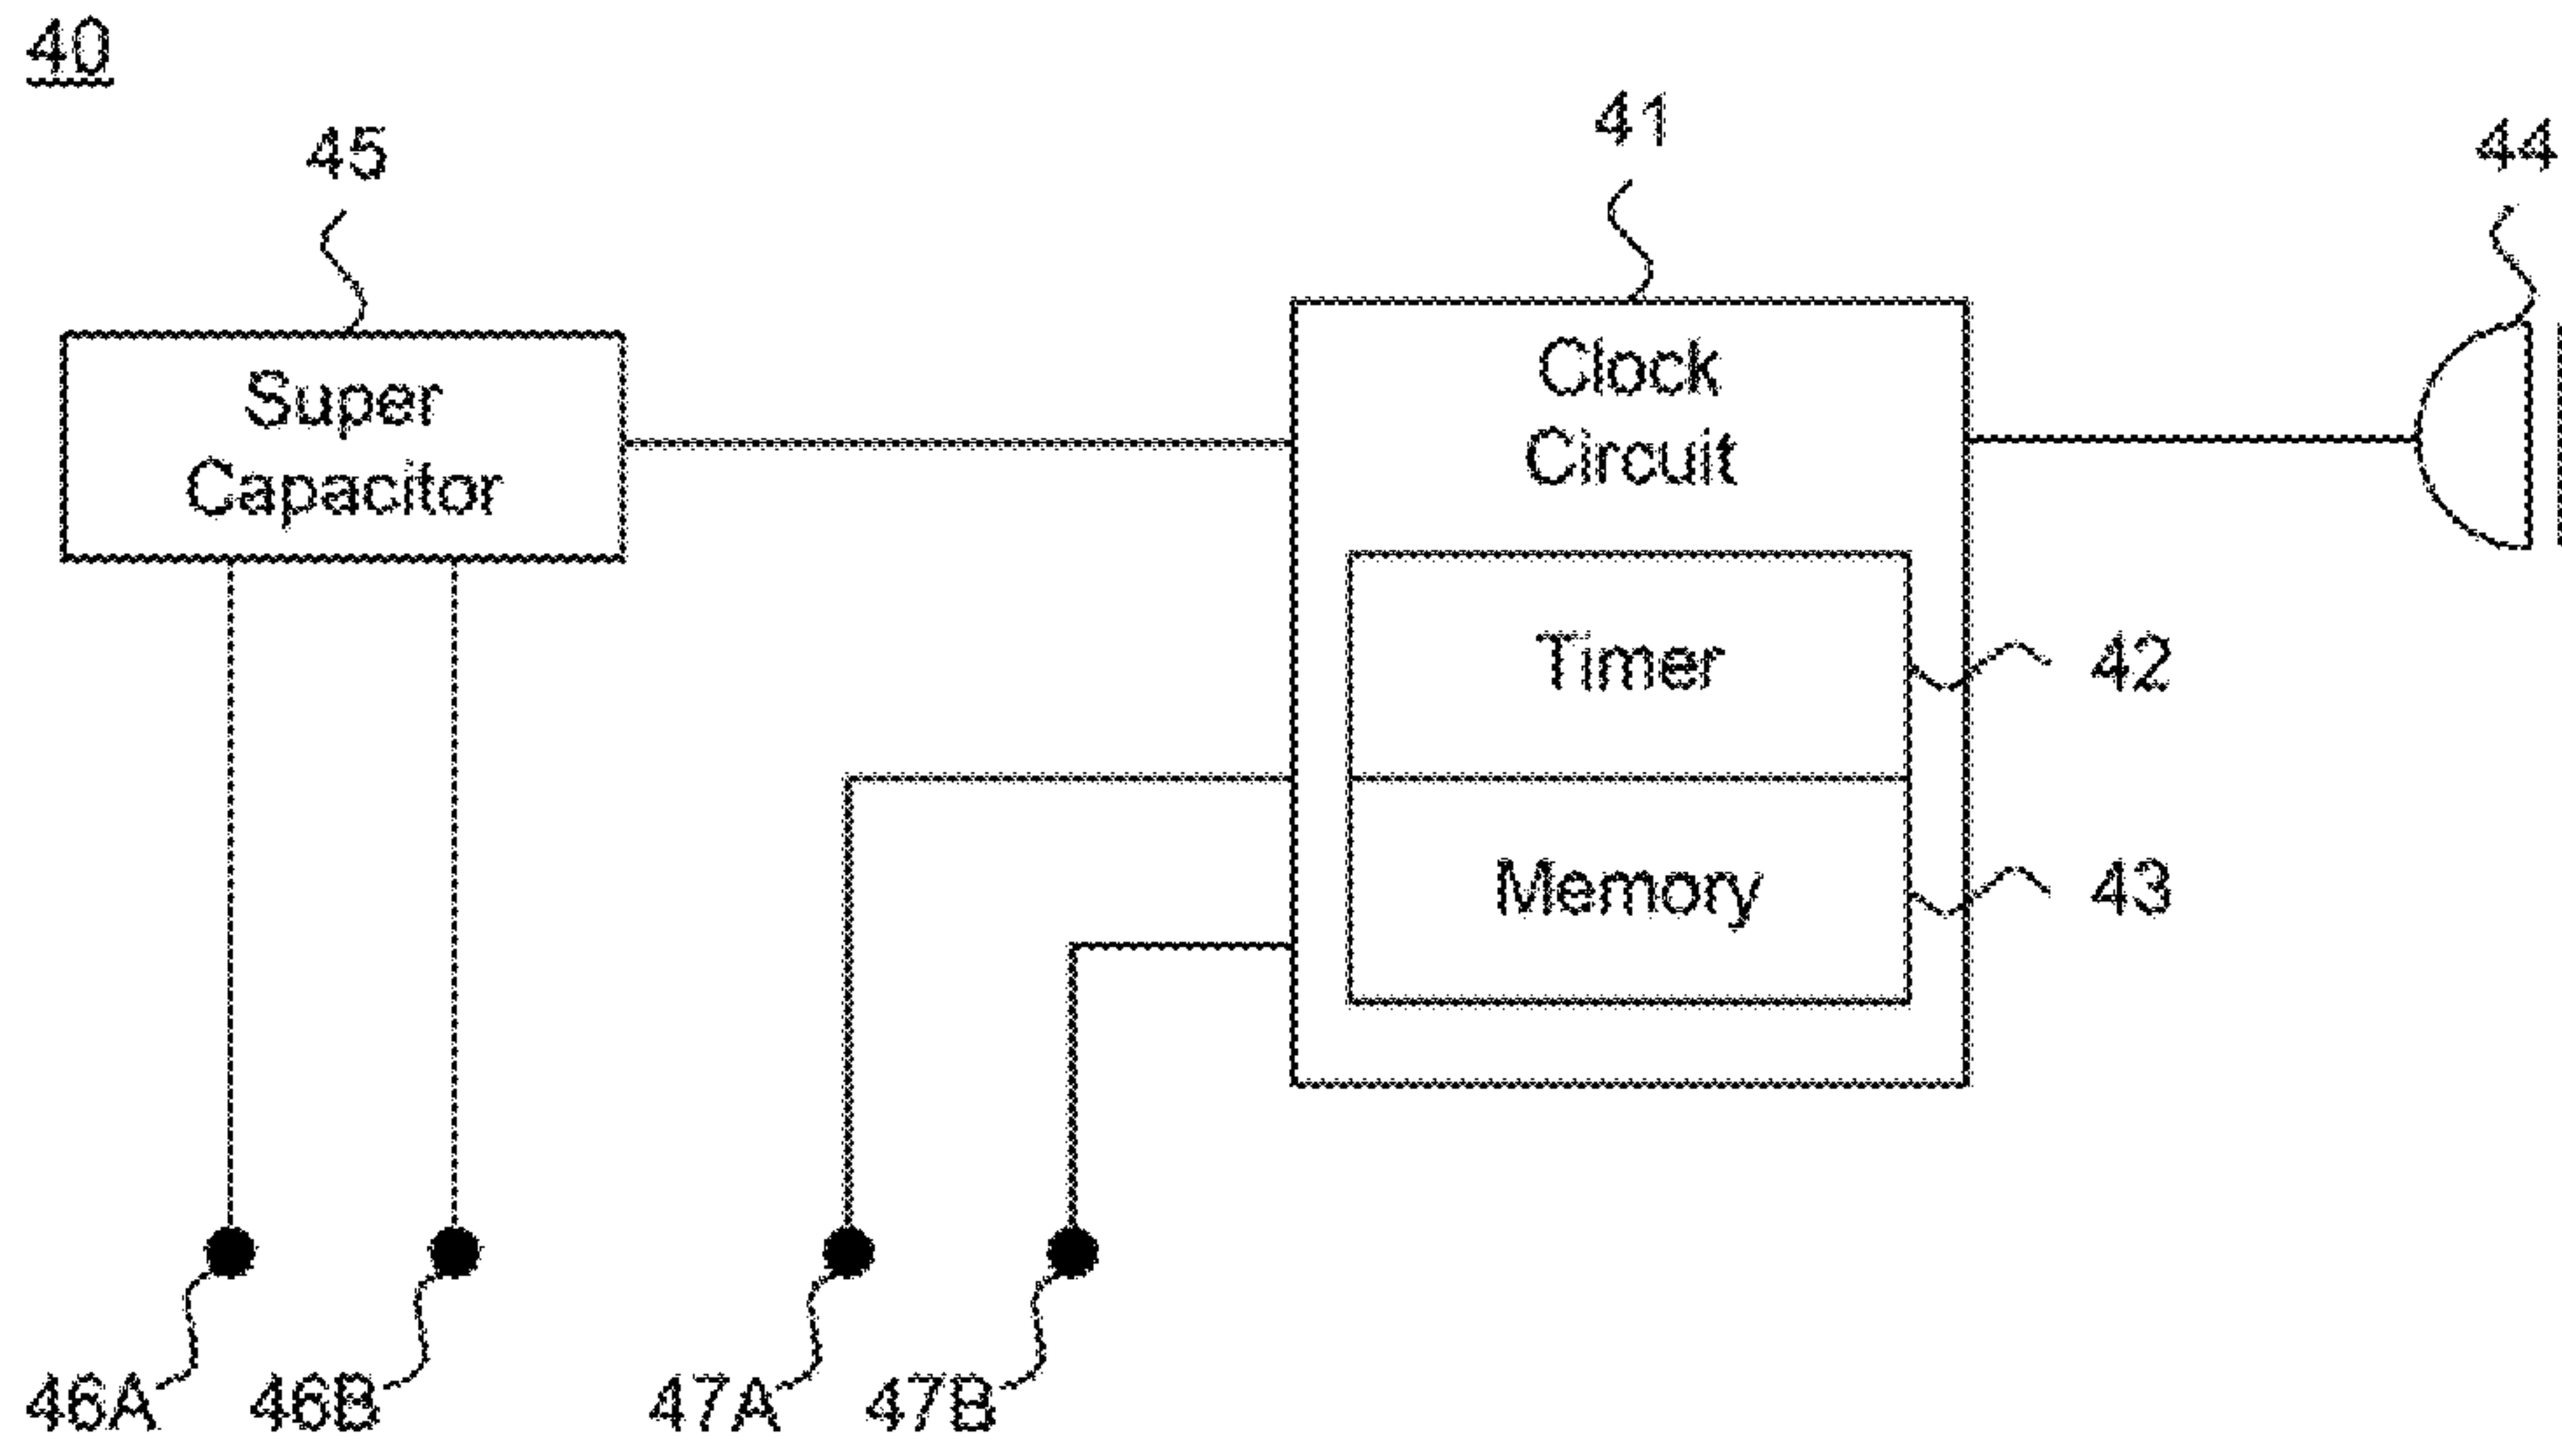 40
45
41
44
Super
Capacitor
Clock
Circuit
Timer
42
Memory
43
46A
46B
47A
47B